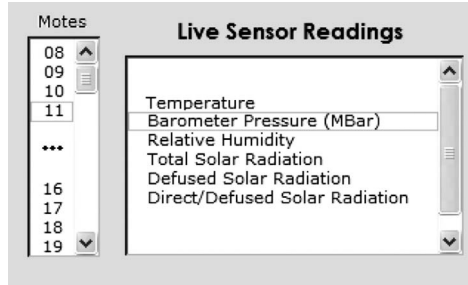 Motes
08
09
10
11
...
16
17
18
19
Live Sensor Readings
Temperature
Barometer Pressure (MBar)
Relative Humidity
Total Solar Radiation
Defused Solar Radiation
Direct/Defused Solar Radiation